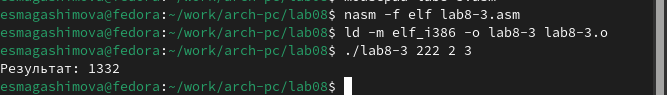 esmagashimova@fedora:~/work/arch-pc/lab08$ nasm -f elf lab8-3.asm
esmagashimova@fedora:~/work/arch-pc/lab08$ ld -m elf_i386 -o lab8-3 lab8-3.o
esmagashimova@fedora:~/work/arch-pc/lab08$ ./lab8-3 222 2 3
Результат: 1332
esmagashimova@fedora:~/work/arch-pc/lab08$